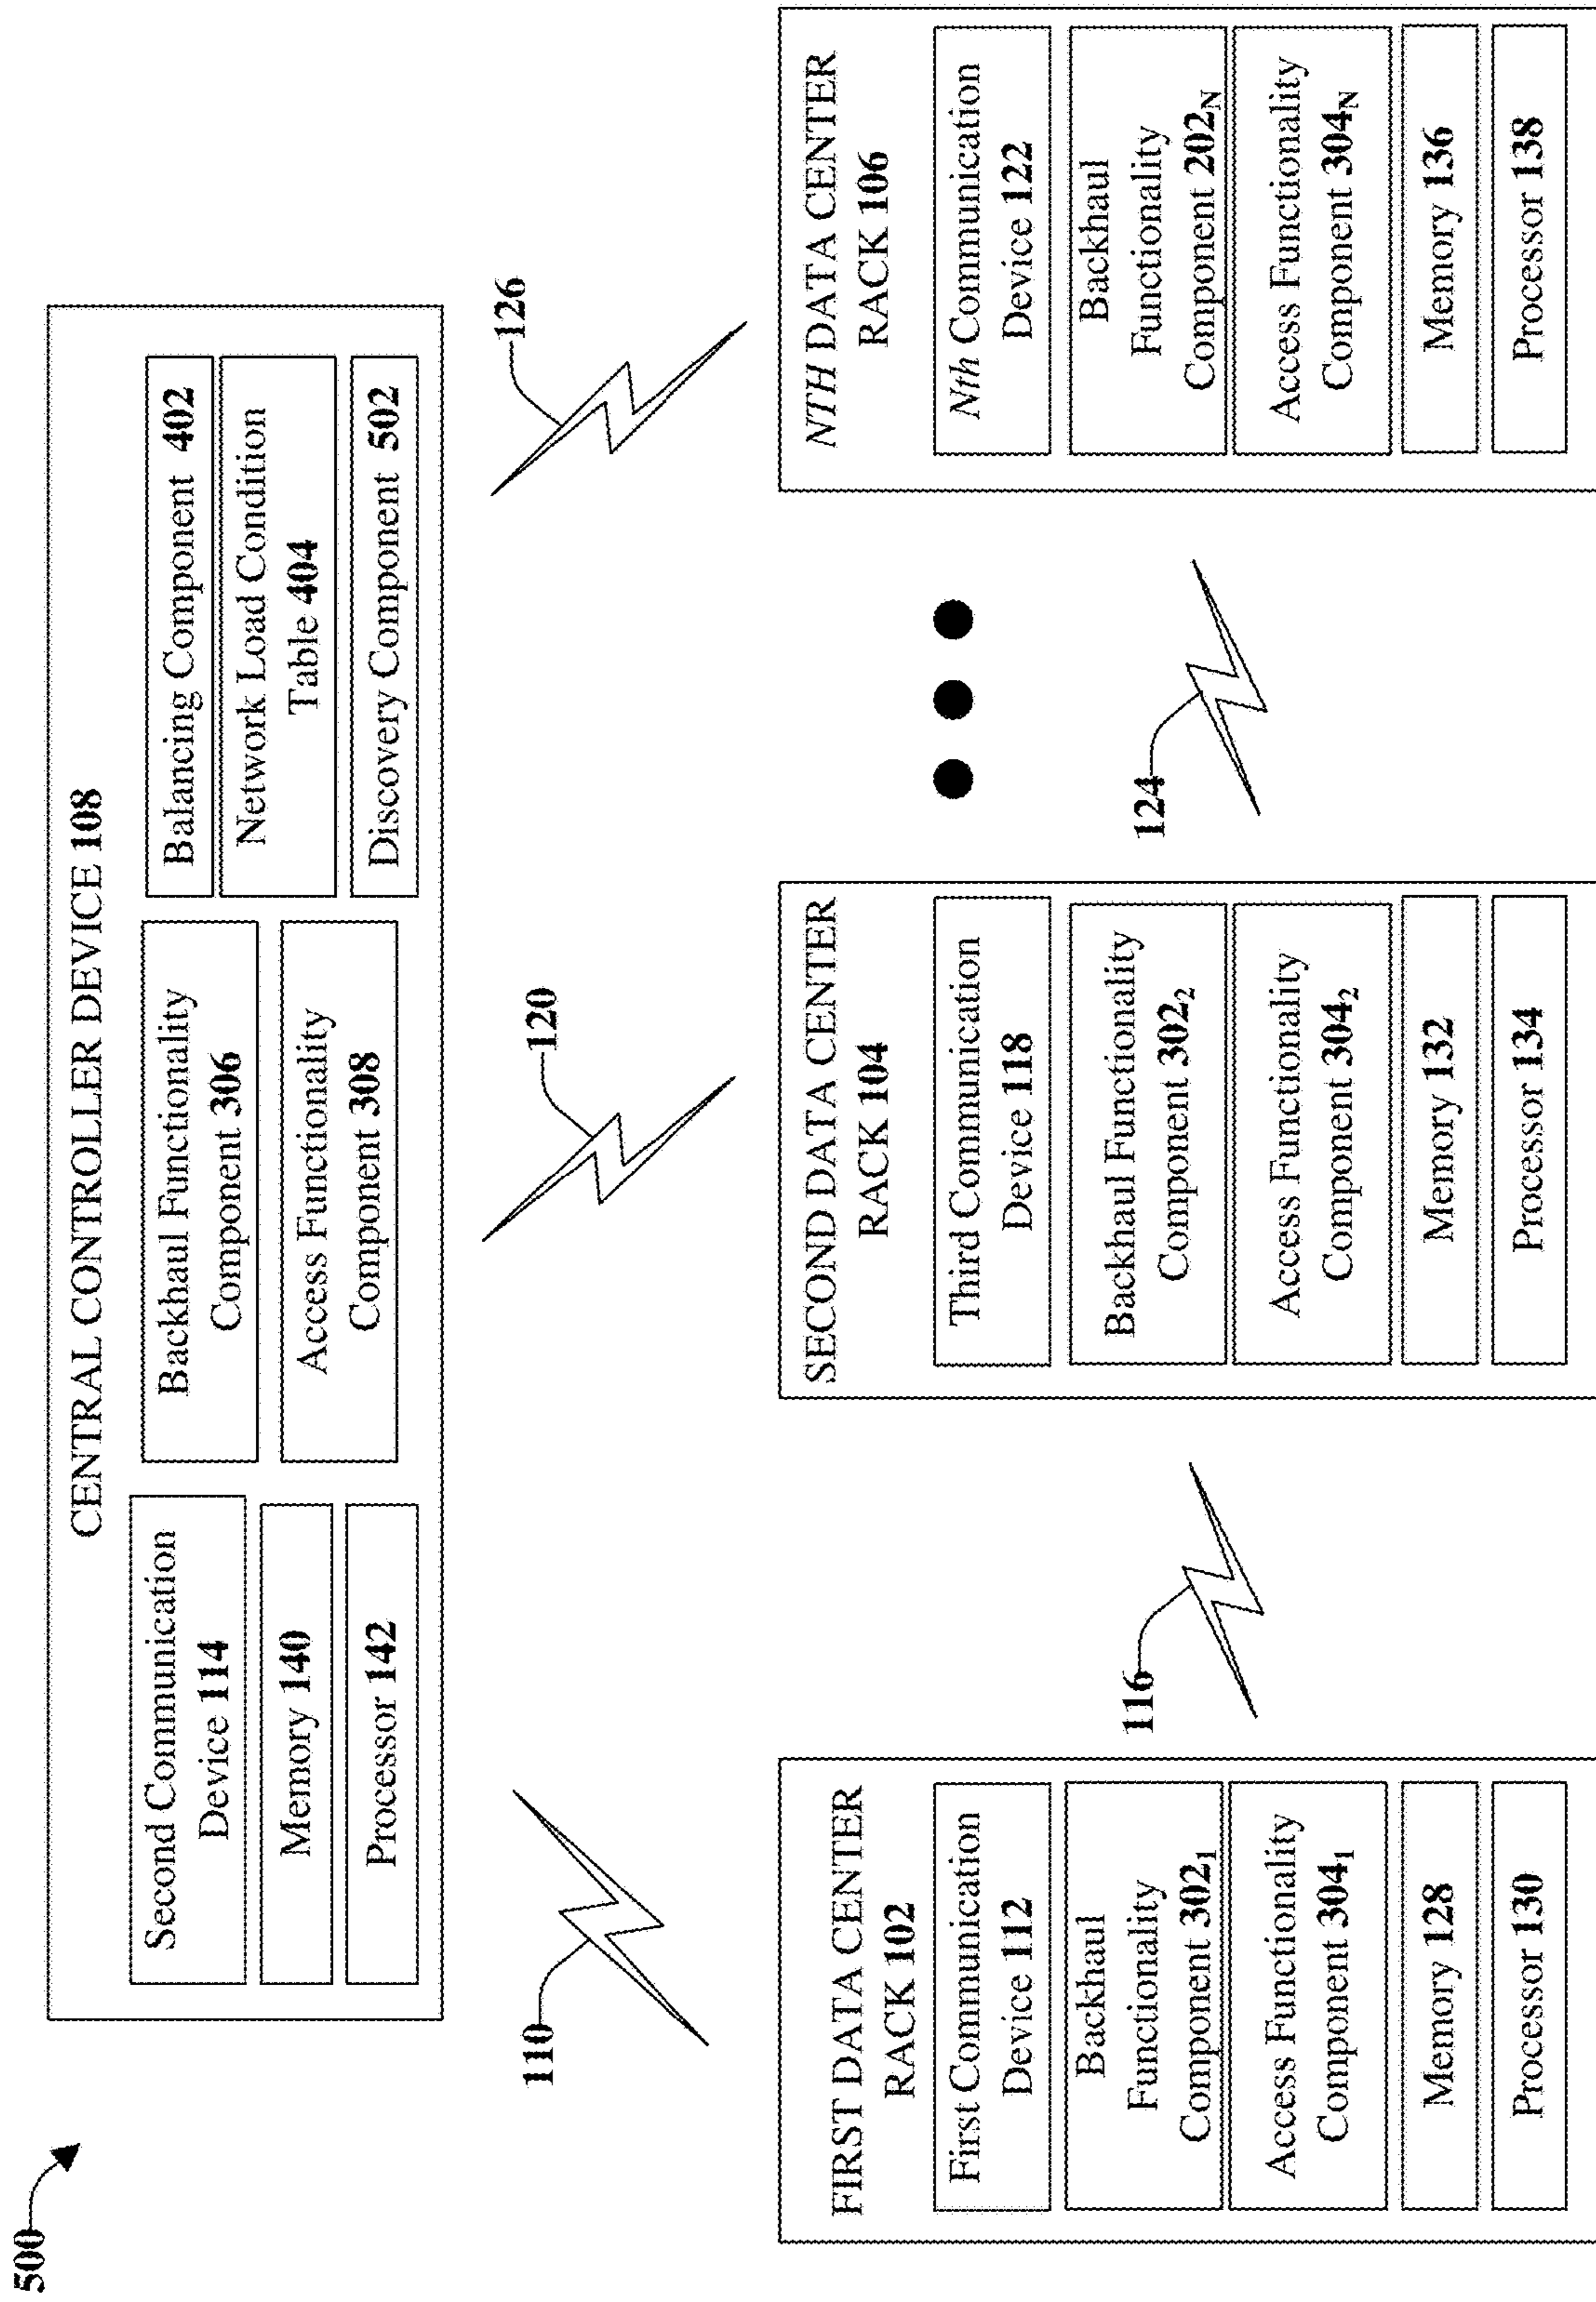 500
CENTRAL CONTROLLER DEVICE 108
Second Communication
Device 114
Memory 140
Processor 142
Backhaul Functionality
Component 306
Access Functionality
Component 308
Balancing Component 402
Network Load Condition
Table 404
Discovery Component 502
110
120
126
FIRST DATA CENTER
RACK 102
First Communication
Device 112
Backhaul
Functionality
Component 302₁
Access Functionality
Component 304₁
Memory 128
Processor 130
116
SECOND DATA CENTER
RACK 104
Third Communication
Device 118
Backhaul Functionality
Component 302₂
Access Functionality
Component 304₂
Memory 132
Processor 134
124
NTH DATA CENTER
RACK 106
Nth Communication
Device 122
Backhaul
Functionality
Component 202N
Access Functionality
Component 304N
Memory 136
Processor 138